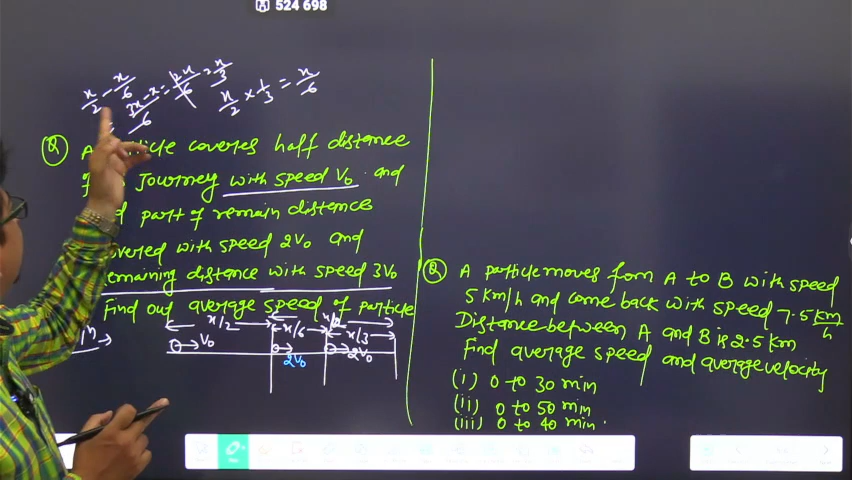 524 698
x/2 - x/6 = 3x-x/6 = 2x/6 = x/3
x/2 × 1/3 = x/6
Q
coveres half distance
Journey with speed V0 and
part of remain distances
with speed 2V0 and
remaining distance with speed 3V0
Find out average speed of particle
x/2
x/6
x/3
V0
2V0
2V0
Q A particle moves from A to B with speed
5 Km/h and come back with speed 7.5 Km/h
Distance between A and B is 2.5 Km
Find average speed and average velocity
(i) 0 to 30 min
(ii) 0 to 50 min
(iii) 0 to 40 min.